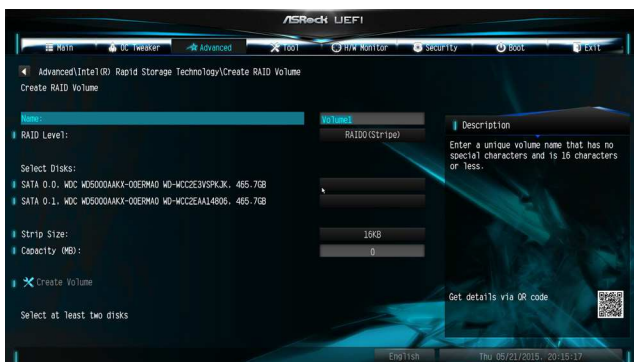 ASRock UEFI
Main OC Tweaker Advanced Tool H/W Monitor Security Boot Exit
Advanced\Intel(R) Rapid Storage Technology\Create RAID Volume
Create RAID Volume
Name: Volume1
RAID Level: RAID0(Stripe)
Select Disks:
SATA 0.0, WDC WD5000AAKX-00ERMA0 WD-WCC2E3VSPKJK, 465.7GB
SATA 0.1, WDC WD5000AAKX-00ERMA0 WD-WCC2EAA14806, 465.7GB
Strip Size: 16KB
Capacity (MB): 0
Create Volume
Select at least two disks
Description
Enter a unique volume name that has no
special characters and is 16 characters
or less.
Get details via QR code
English Thu 05/21/2015. 20:15:17